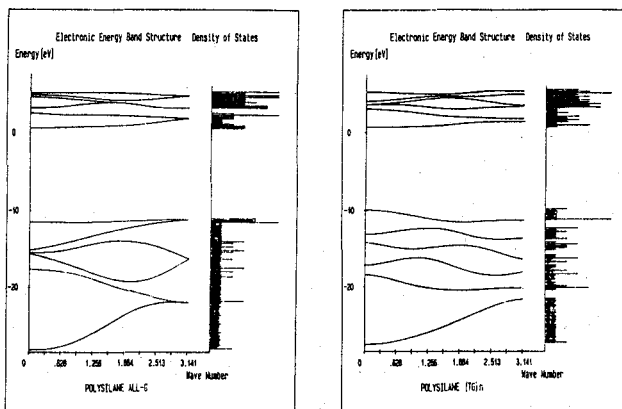 Electronic Energy Band Structure Density of States
Energy[eV]
0
-10
-20
0 .628 1.256 1.884 2.513 3.141
Wave Number
POLYSILANE ALL-G
Electronic Energy Band Structure Density of States
Energy[eV]
0
-10
-20
0 .628 1.256 1.884 2.513 3.141
Wave Number
POLYSILANE (TG)n